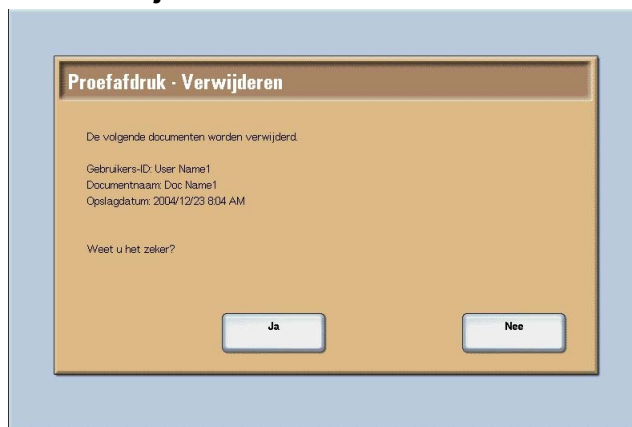 Proefafdruk - Verwijderen
De volgende documenten worden verwijderd.
Gebruikers-ID: User Name1
Documentnaam: Doc Name1
Opslagdatum: 2004/12/23 8:04 AM
Weet u het zeker?
Ja
Nee